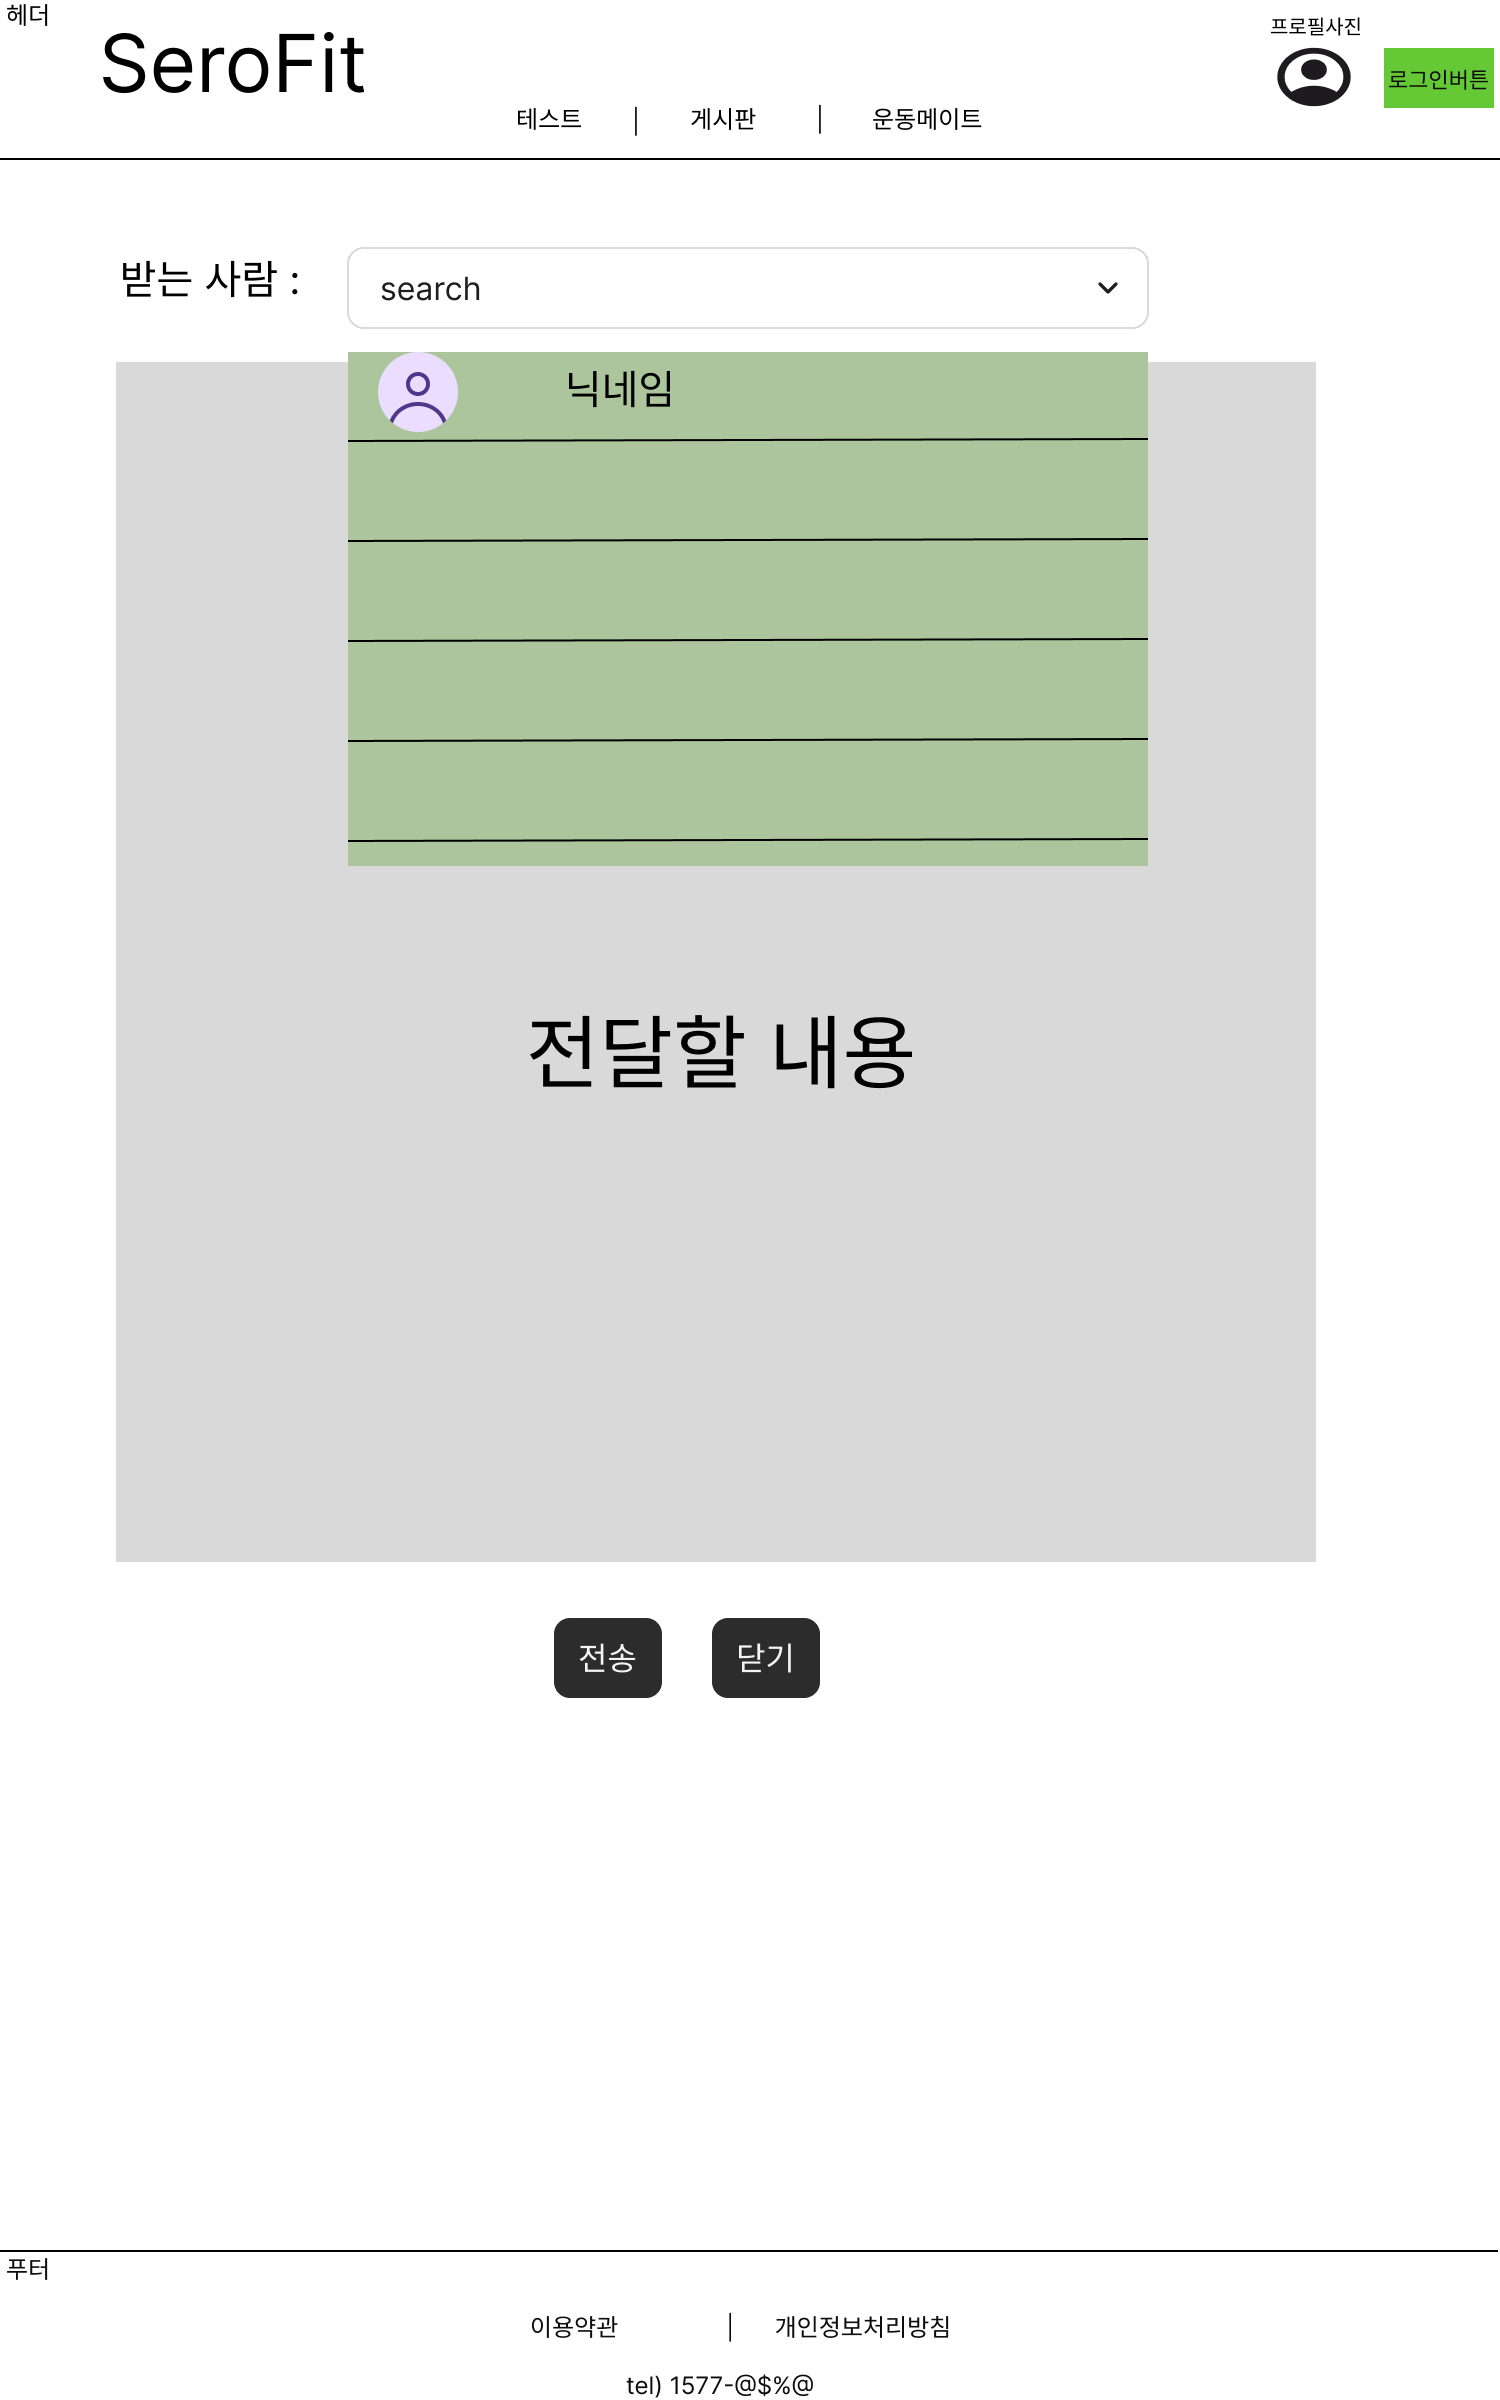 헤더
SeroFit
프로필사진
로그인버튼
테스트 | 게시판 | 운동메이트
받는 사람 :
search
닉네임
전달할 내용
전송
닫기
푸터
이용약관 | 개인정보처리방침
tel) 1577-@$%@